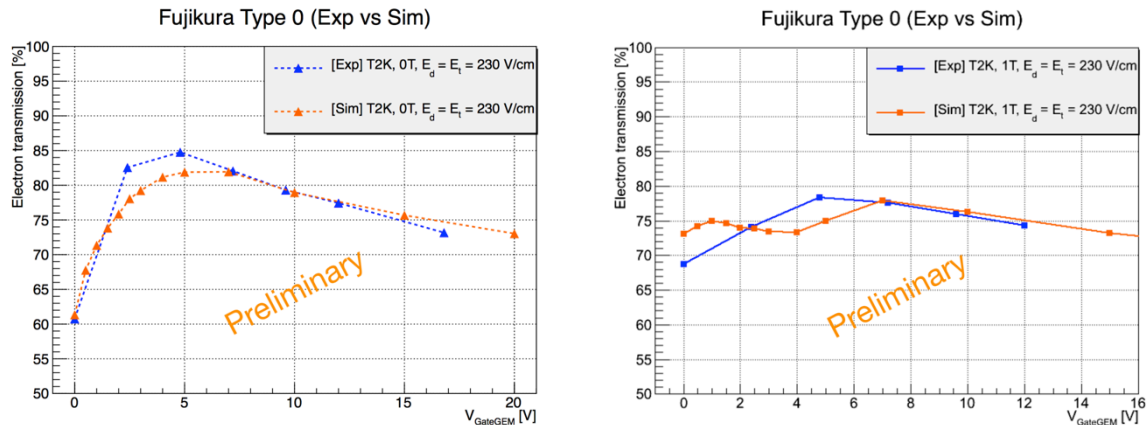 Fujikura Type 0 (Exp vs Sim)
Electron transmission [%]
100
95
90
85
80
75
70
65
60
55
50
[Exp] T2K, 0T, E_d = E_t = 230 V/cm
[Sim] T2K, 0T, E_d = E_t = 230 V/cm
Preliminary
0 5 10 15 20
V_GateGEM [V]
Fujikura Type 0 (Exp vs Sim)
Electron transmission [%]
100
95
90
85
80
75
70
65
60
55
50
[Exp] T2K, 1T, E_d = E_t = 230 V/cm
[Sim] T2K, 1T, E_d = E_t = 230 V/cm
Preliminary
0 2 4 6 8 10 12 14 16
V_GateGEM [V]